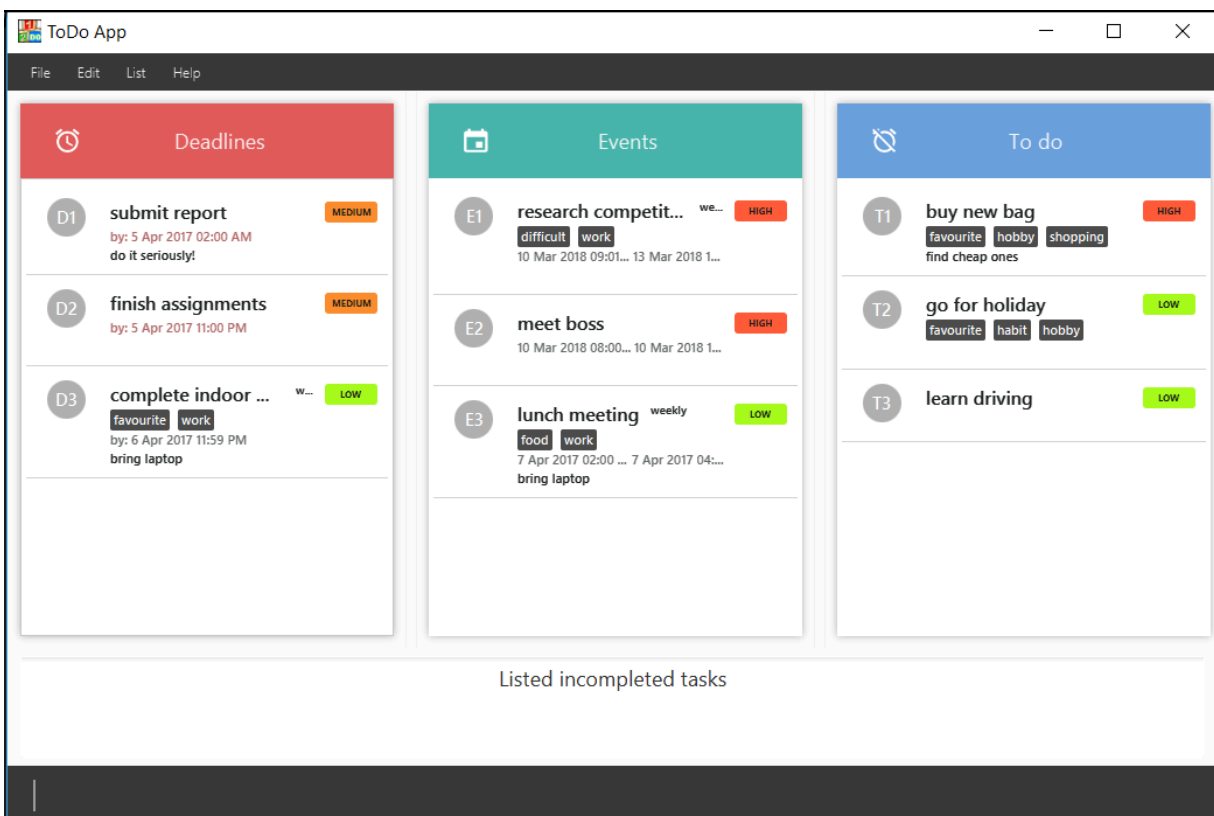 ToDo App
File Edit List Help
Deadlines
D1 submit report MEDIUM
by: 5 Apr 2017 02:00 AM
do it seriously!
D2 finish assignments MEDIUM
by: 5 Apr 2017 11:00 PM
D3 complete indoor ... w... LOW
favourite work
by: 6 Apr 2017 11:59 PM
bring laptop
Events
E1 research competit... we... HIGH
difficult work
10 Mar 2018 09:01... 13 Mar 2018 1...
E2 meet boss HIGH
10 Mar 2018 08:00... 10 Mar 2018 1...
E3 lunch meeting weekly LOW
food work
7 Apr 2017 02:00 ... 7 Apr 2017 04:...
bring laptop
To do
T1 buy new bag HIGH
favourite hobby shopping
find cheap ones
T2 go for holiday LOW
favourite habit hobby
T3 learn driving LOW
Listed incompleted tasks